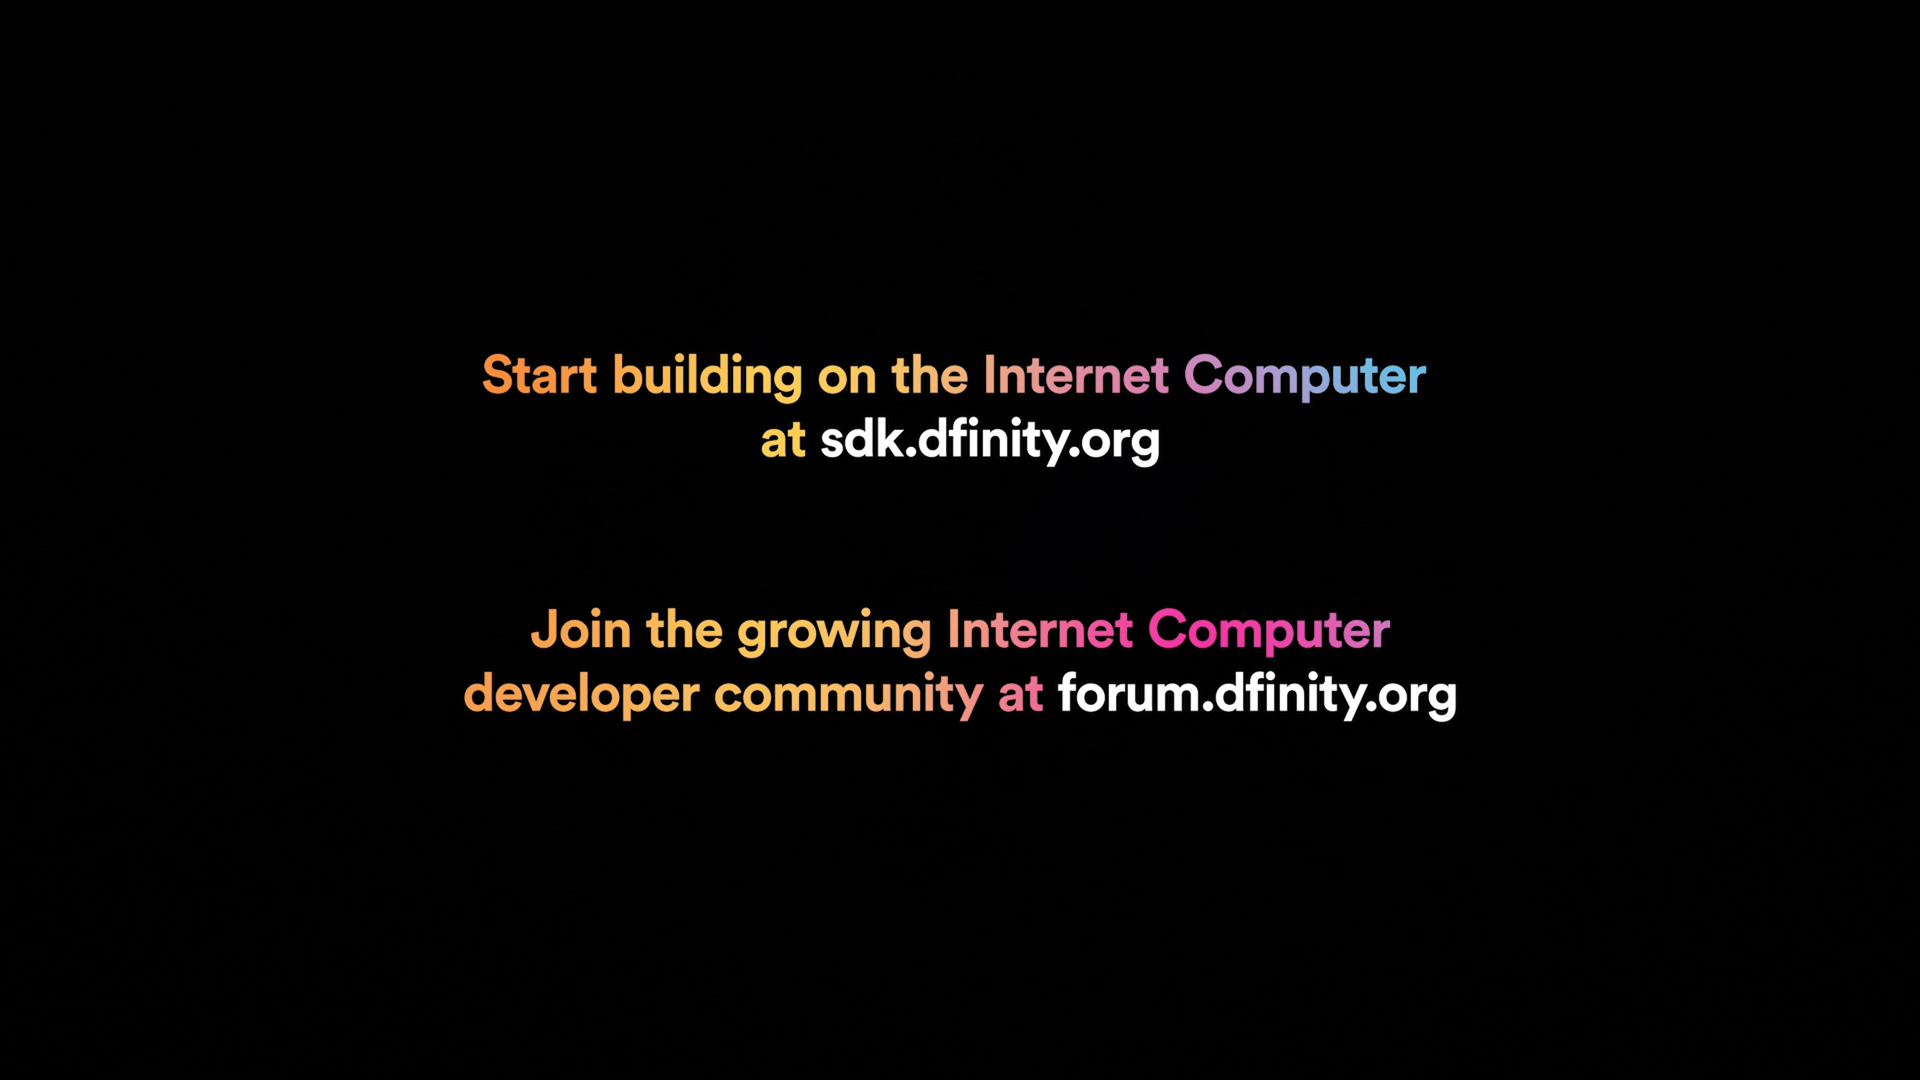 Start building on the Internet Computer
at sdk.dfinity.org
Join the growing Internet Computer
developer community at forum.dfinity.org